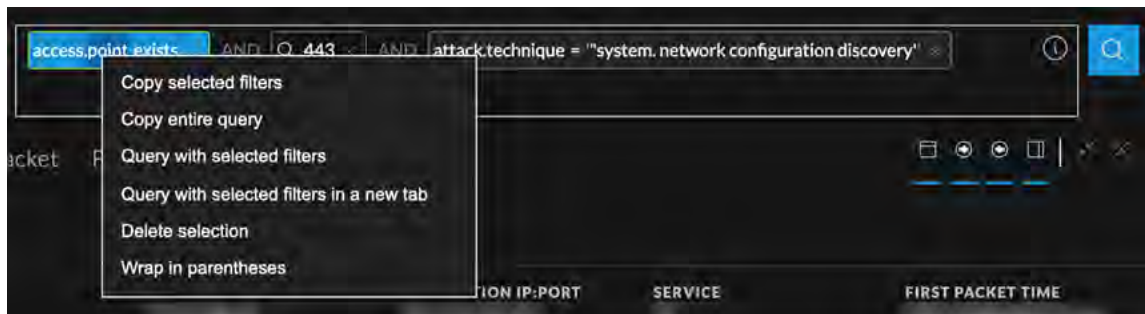 access.point exists AND 443 AND attack.technique = '"system. network configuration discovery'
Copy selected filters
Copy entire query
Query with selected filters
Query with selected filters in a new tab
Delete selection
Wrap in parentheses
acket
TION IP:PORT SERVICE FIRST PACKET TIME